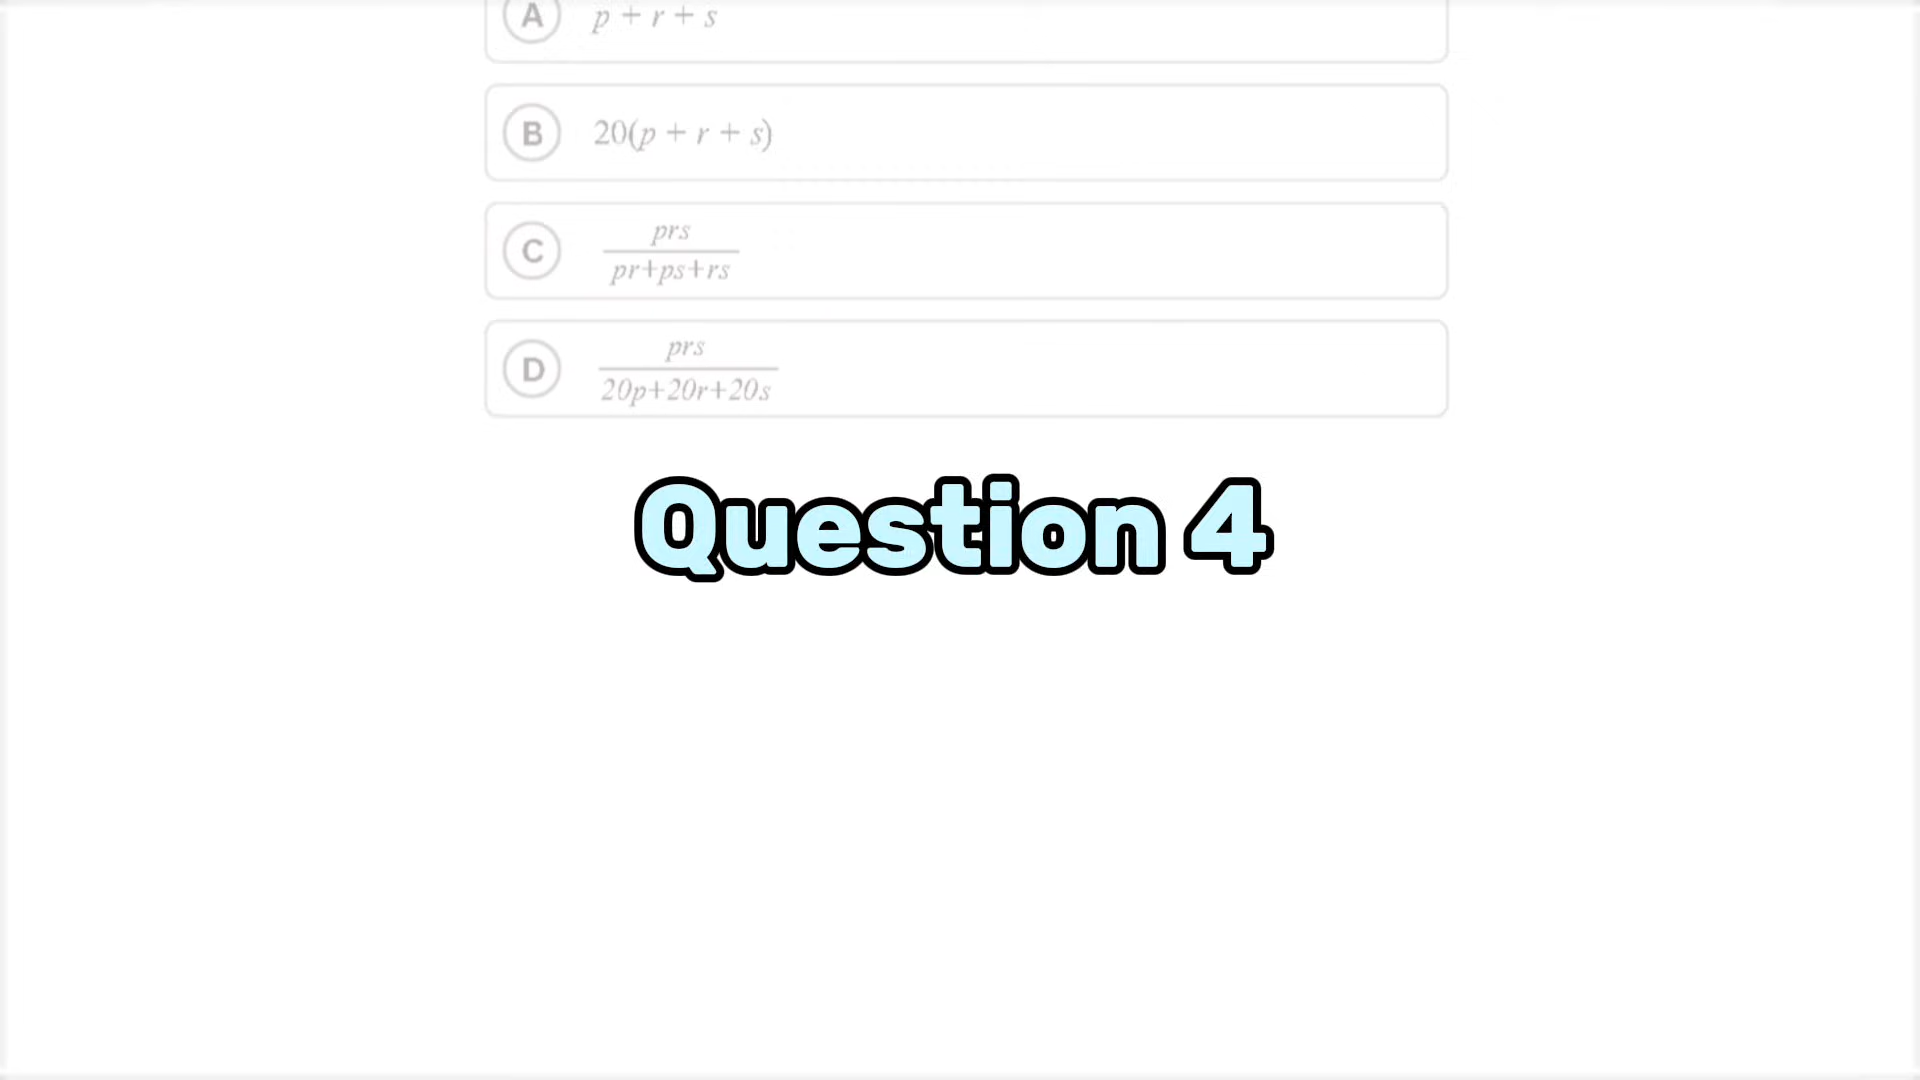 A p + r + s
B 20(p + r + s)
C prs
pr+ps+rs
D prs
20p+20r+20s
Question 4